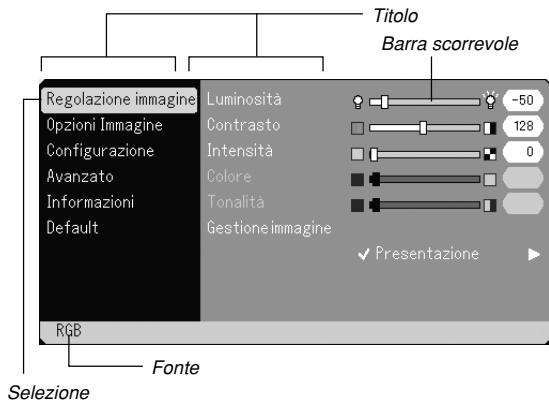 Titolo
Barra scorrevole
Regolazione immagine Luminosità -50
Opzioni Immagine Contrasto 128
Configurazione Intensità 0
Avanzato Colore
Informazioni Tonalità
Default Gestione immagine
✓ Presentazione ▶
RGB
Fonte
Selezione